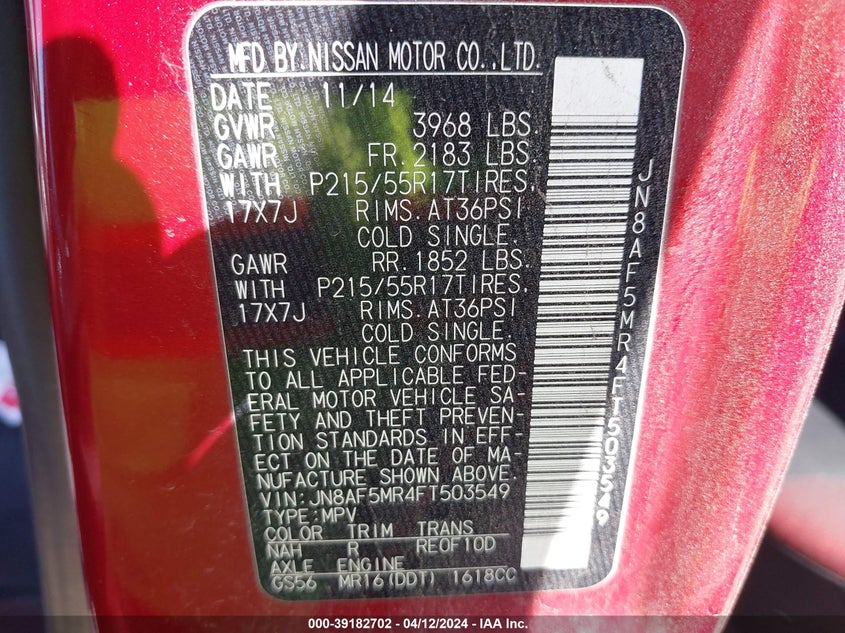 MFD BY.NISSAN MOTOR CO.,LTD.
DATE 11/14
GVWR 3968 LBS.
GAWR FR.2183 LBS.
WITH P215/55R17TIRES.
17X7J RIMS.AT36PSI
COLD SINGLE.
GAWR RR.1852 LBS.
WITH P215/55R17TIRES.
17X7J RIMS.AT36PSI
COLD SINGLE.
THIS VEHICLE CONFORMS
TO ALL APPLICABLE FED-
ERAL MOTOR VEHICLE SA-
FETY AND THEFT PREVEN-
TION STANDARDS IN EFF-
ECT ON THE DATE OF MA-
NUFACTURE SHOWN ABOVE.
VIN:JN8AF5MR4FT503549
TYPE:MPV
COLOR TRIM TRANS
NAH R RE0F10D
AXLE ENGINE
GS56 MR16(DDT) 1618CC
JN8AF5MR4FT503549
000-39182702 - 04/12/2024 - IAA Inc.